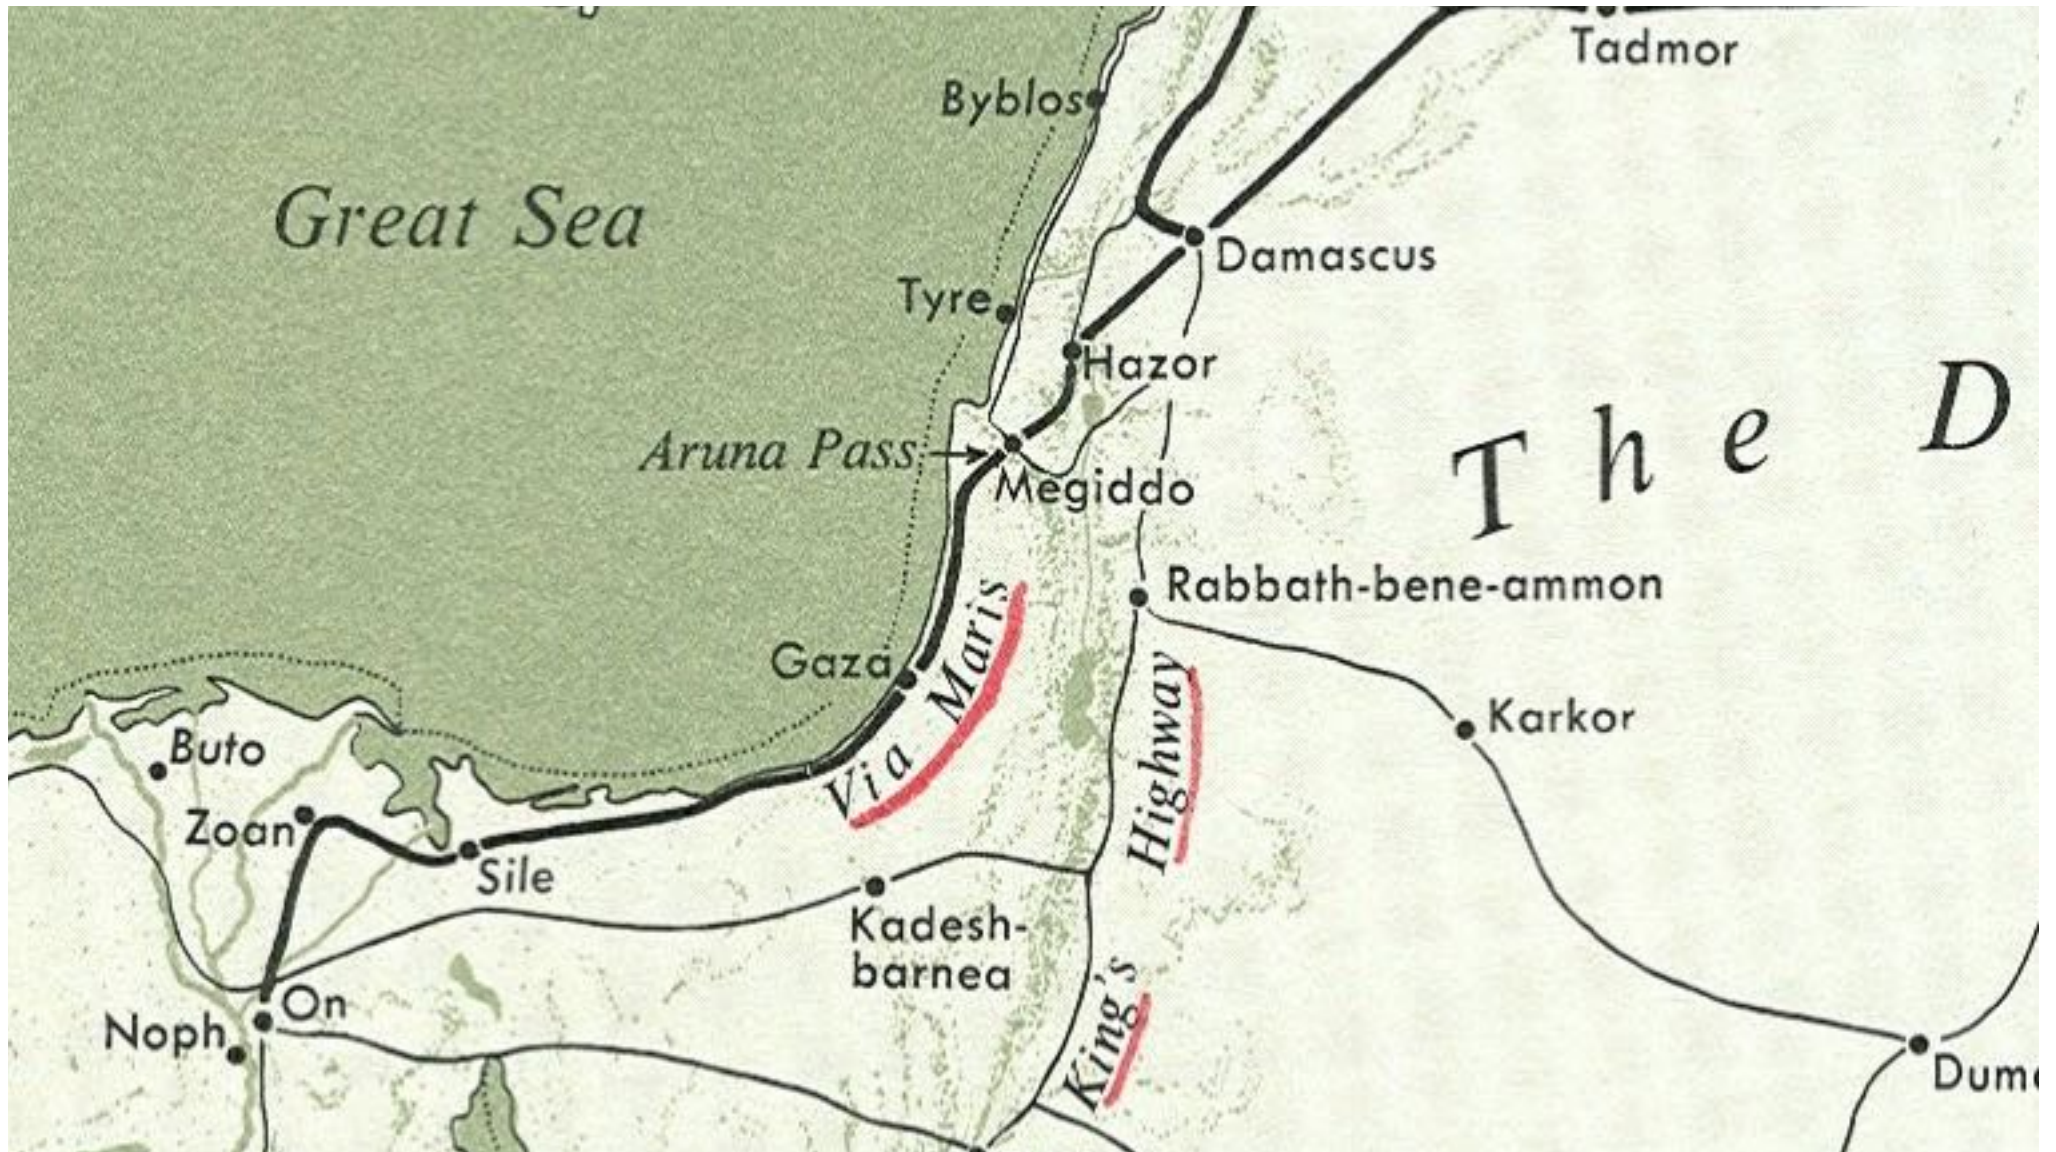 Tadmor
Byblos
Great Sea
Damascus
Tyre
Hazor
The D
Aruna Pass
Megiddo
Rabbath-bene-ammon
Gaza
Via Maris
Karkor
King's Highway
Buto
Zoan
Sile
Kadesh-
barnea
On
Noph
Dum